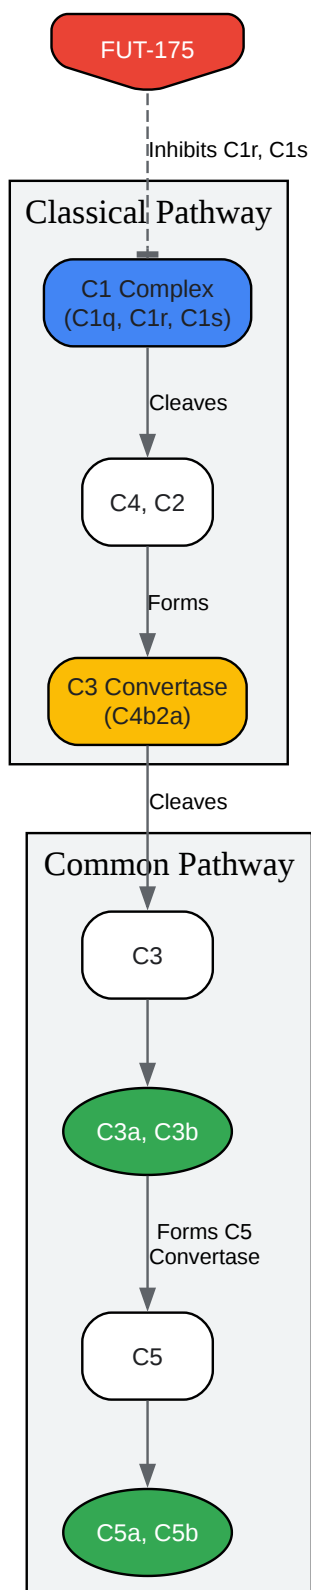 FUT-175
Inhibits C1r, C1s
Classical Pathway
C1 Complex
(C1q, C1r, C1s)
Cleaves
C4, C2
Forms
C3 Convertase
(C4b2a)
Cleaves
Common Pathway
C3
C3a, C3b
Forms C5
Convertase
C5
C5a, C5b